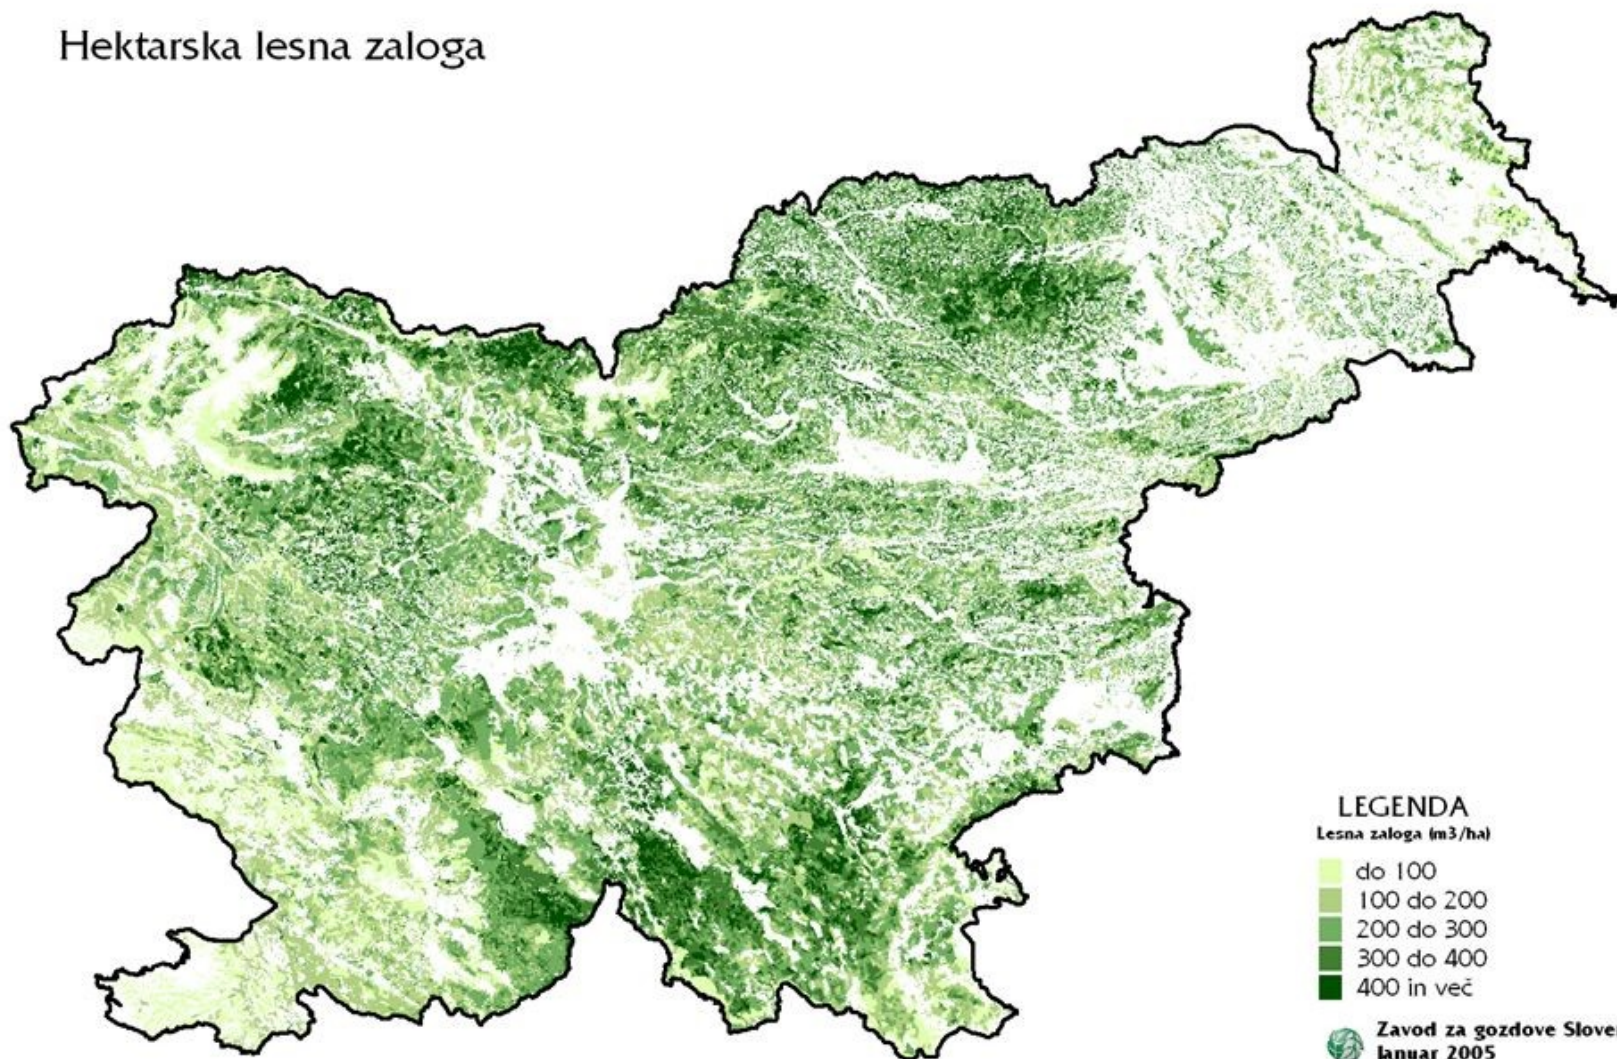 Hektarska lesna zaloga
LEGENDA
Lesna zaloga (m3/ha)
do 100
100 do 200
200 do 300
300 do 400
400 in več
Zavod za gozdove Slove
Januar 2005